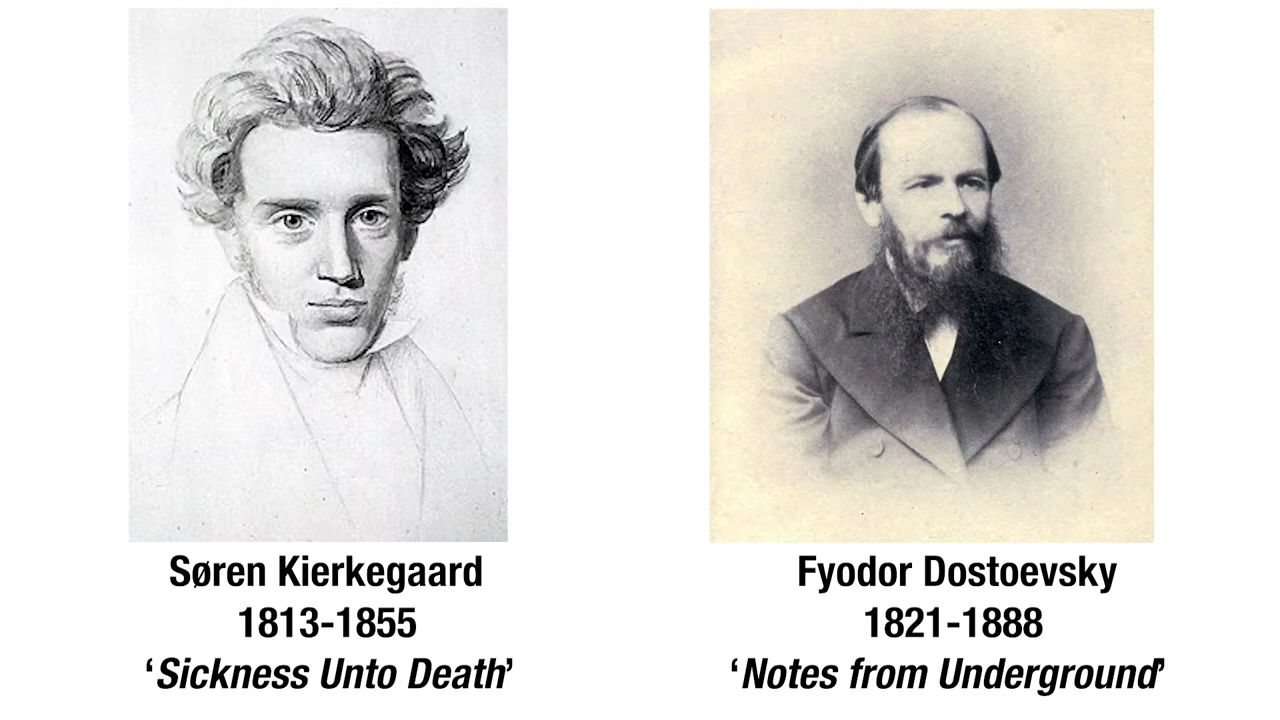 Søren Kierkegaard
1813-1855
‘Sickness Unto Death’
Fyodor Dostoevsky
1821-1888
‘Notes from Underground’